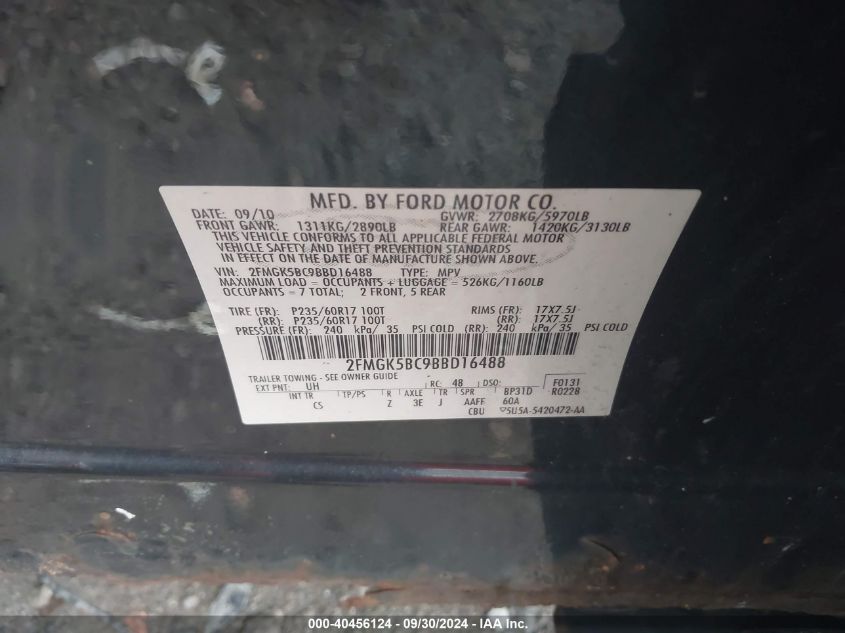 MFD. BY FORD MOTOR CO.
DATE: 09/10 GVWR: 2708KG/5970LB
FRONT GAWR: 1311KG/2890LB REAR GAWR: 1420KG/3130LB
THIS VEHICLE CONFORMS TO ALL APPLICABLE FEDERAL MOTOR
VEHICLE SAFETY AND THEFT PREVENTION STANDARDS
IN EFFECT ON THE DATE OF MANUFACTURE SHOWN ABOVE.
VIN: 2FMGK5BC9BBD16488 TYPE: MPV
MAXIMUM LOAD = OCCUPANTS + LUGGAGE = 526KG/1160LB
OCCUPANTS = 7 TOTAL; 2 FRONT, 5 REAR
TIRE (FR): P235/60R17 100T RIMS (FR): 17X7.5J
(RR): P235/60R17 100T (RR): 17X7.5J
PRESSURE (FR): 240 kPa/ 35 PSI COLD (RR): 240 kPa/ 35 PSI COLD
2FMGK5BC9BBD16488
TRAILER TOWING - SEE OWNER GUIDE
EXT PNT: UH RC: 48 DSO: BP31D F0131
R0228
INT TR TP/PS R AXLE TR SPR
CS Z 3E J AAFF 60A
CBU 5U5A-5420472-AA
000-40456124 - 09/30/2024 - IAAI.com